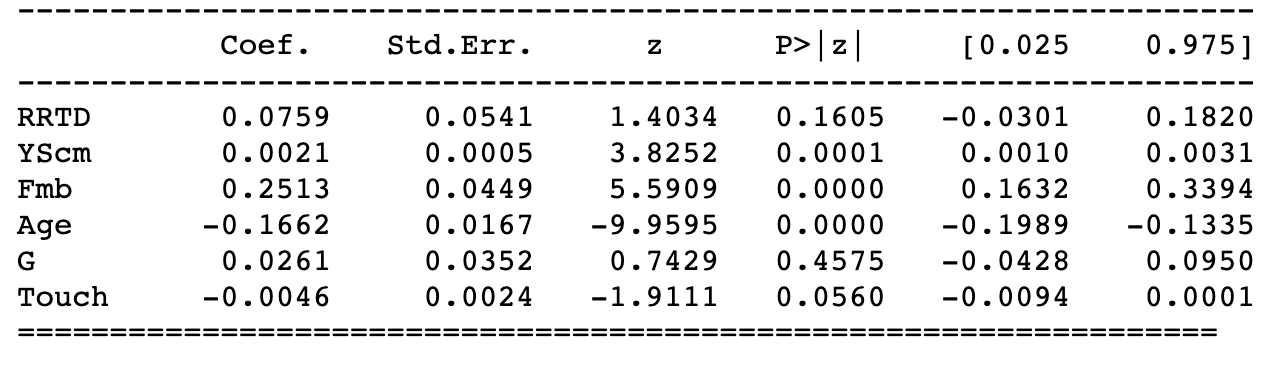 Coef. Std.Err. z P>|z| [0.025 0.975]
RRTD 0.0759 0.0541 1.4034 0.1605 -0.0301 0.1820
YScm 0.0021 0.0005 3.8252 0.0001 0.0010 0.0031
Fmb 0.2513 0.0449 5.5909 0.0000 0.1632 0.3394
Age -0.1662 0.0167 -9.9595 0.0000 -0.1989 -0.1335
G 0.0261 0.0352 0.7429 0.4575 -0.0428 0.0950
Touch -0.0046 0.0024 -1.9111 0.0560 -0.0094 0.0001